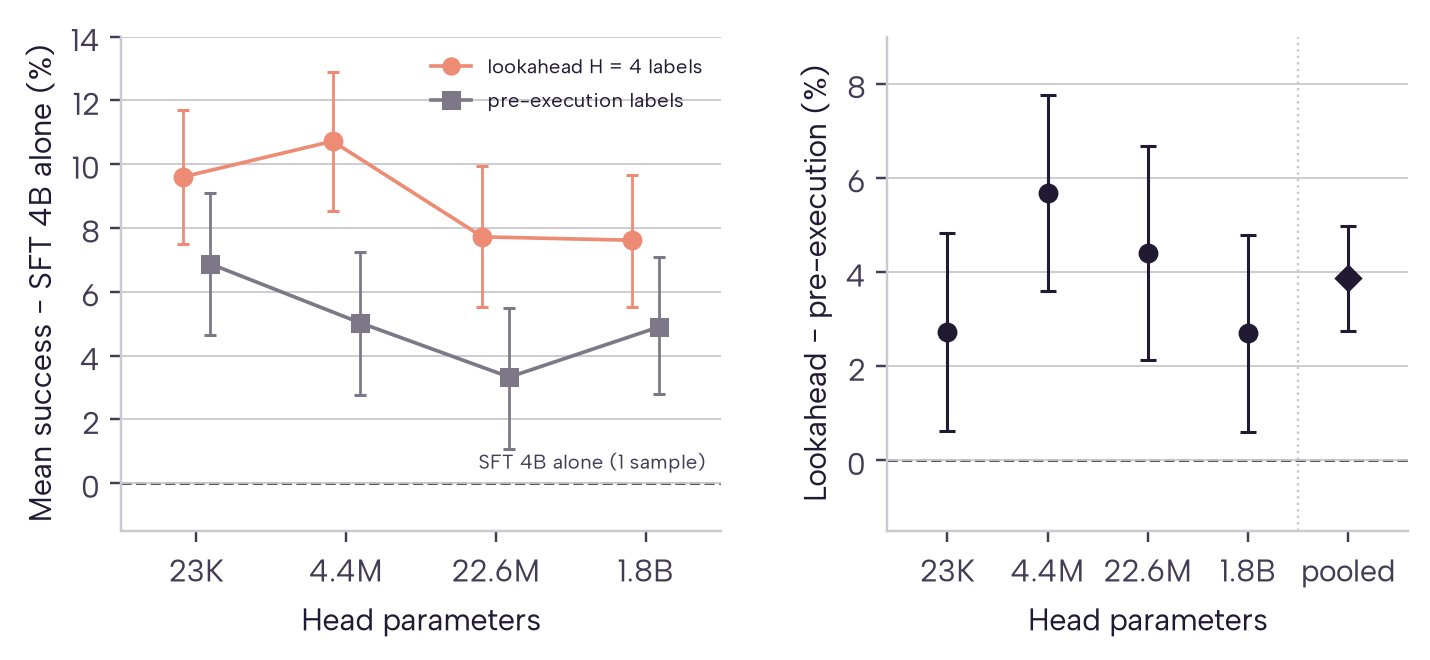 Mean success − SFT 4B alone (%)
14
12
10
8
6
4
2
0
lookahead H = 4 labels
pre-execution labels
SFT 4B alone (1 sample)
23K
4.4M
22.6M
1.8B
Head parameters
Lookahead − pre-execution (%)
8
6
4
2
0
23K
4.4M
22.6M
1.8B
pooled
Head parameters